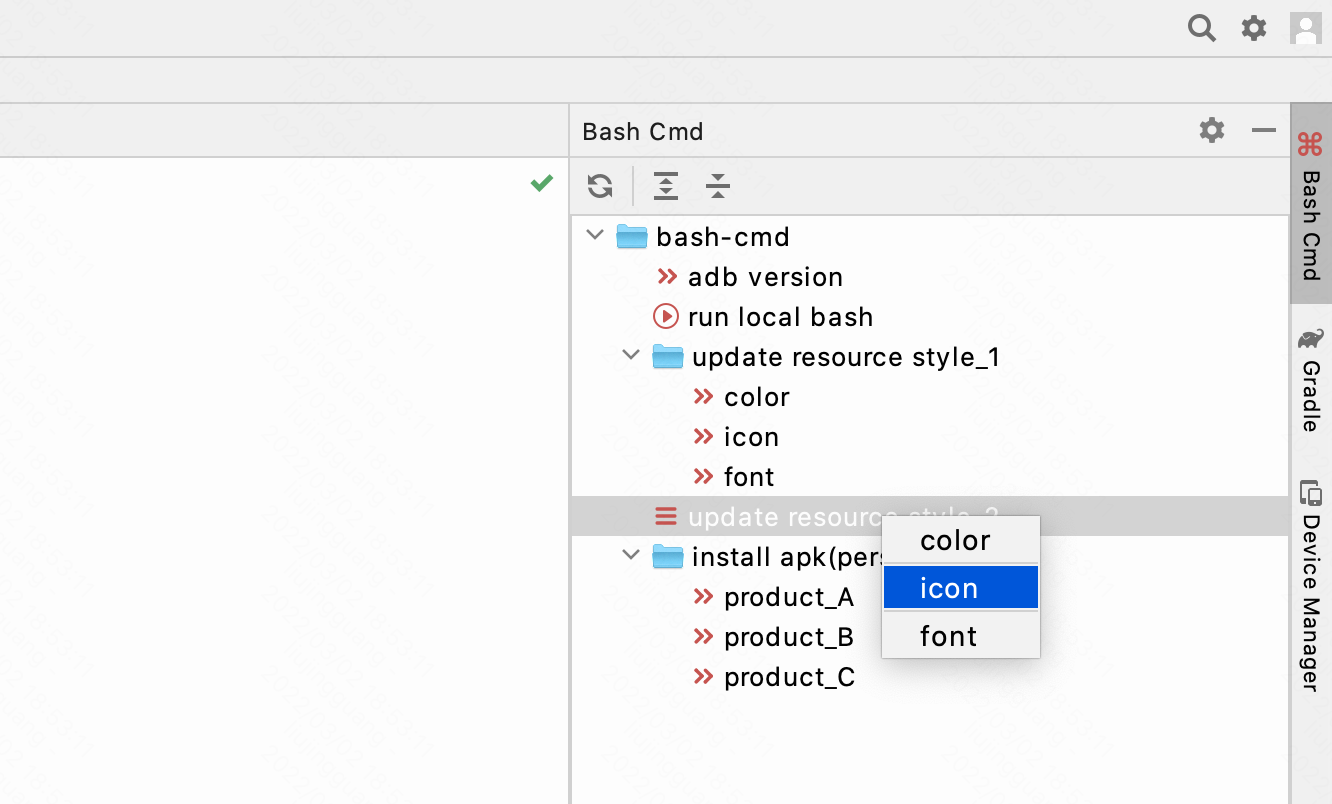 Bash Cmd
bash-cmd
adb version
run local bash
update resource style_1
color
icon
font
update resource style_2
color
icon
font
install apk(pers
product_A
product_B
product_C
Bash Cmd
Gradle
Device Manager